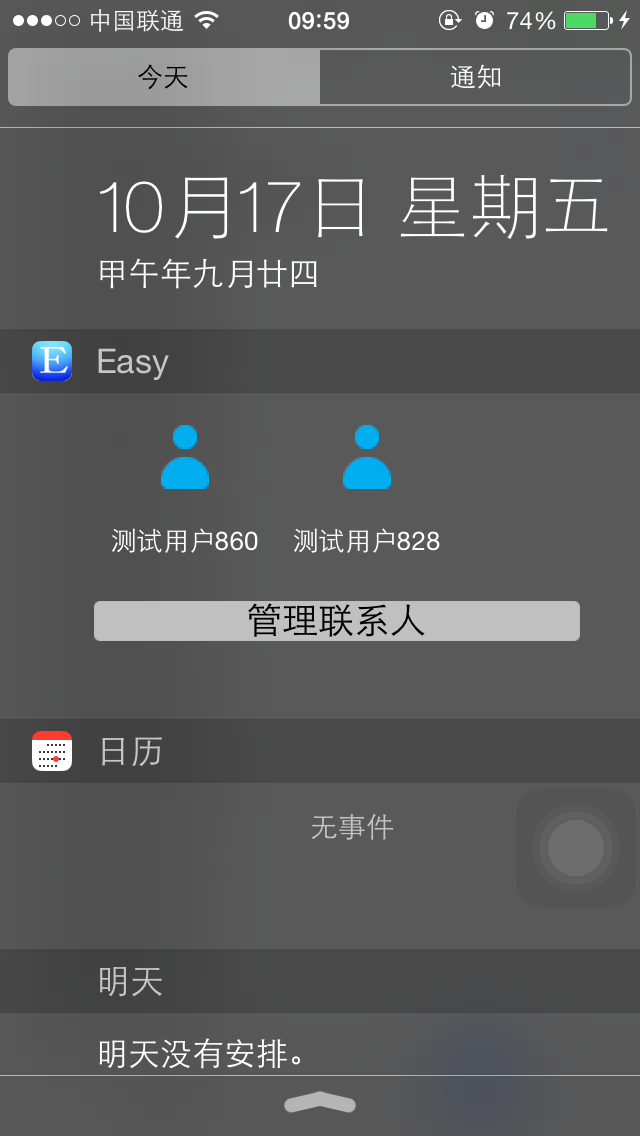 中国联通 09:59 74%
今天 通知
10月17日 星期五
甲午年九月廿四
E Easy
测试用户860 测试用户828
管理联系人
日历
无事件
明天
明天没有安排。